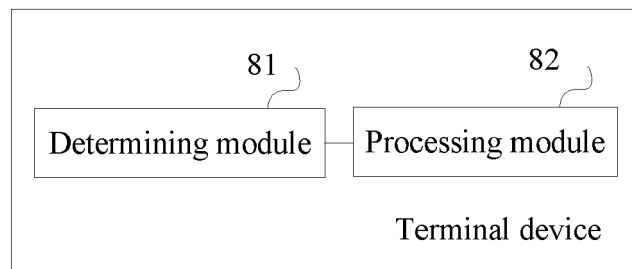 81
82
Determining module
Processing module
Terminal device